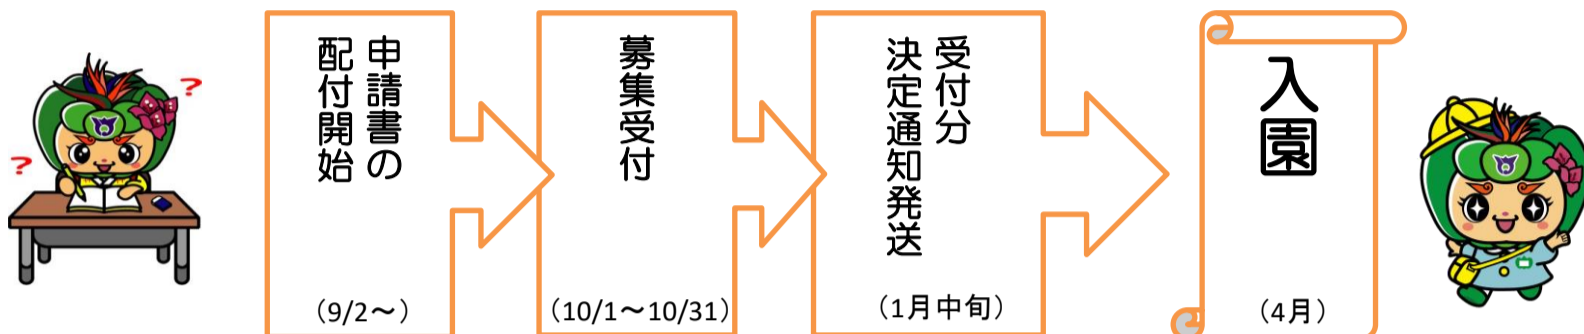 ?
?
申請書の
配付開始
(9/2～)
募集受付
(10/1～10/31)
受付分
決定通知発送
(1月中旬)
入園
(4月)